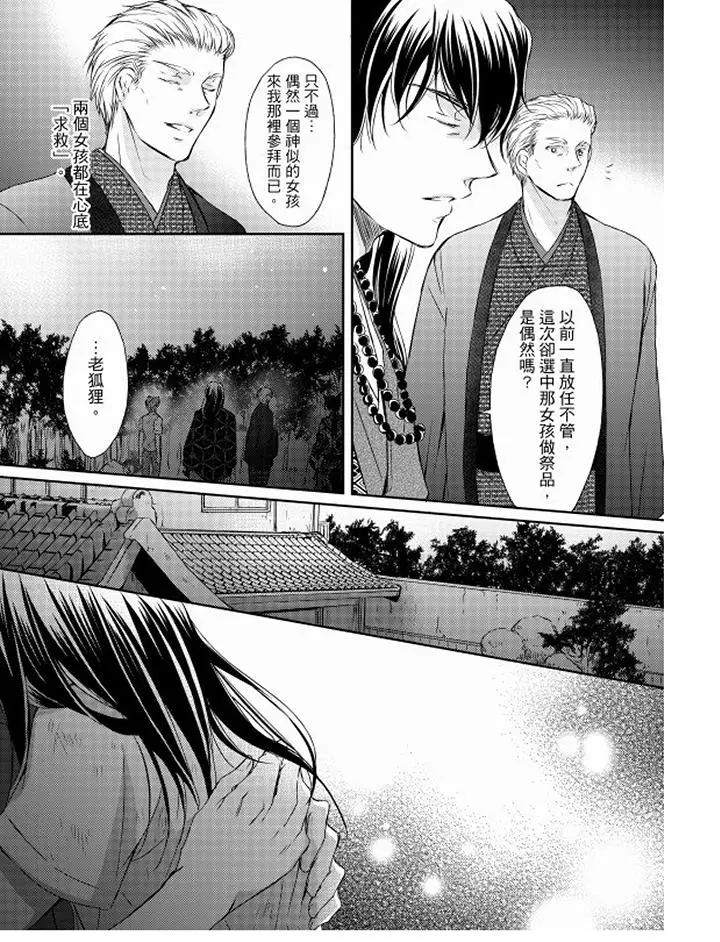 以前一直放任不管，
這次卻選中那女孩做祭品，
是偶然嗎？
只不過…
偶然一個神似的女孩
來我那裡參拜而已。
兩個女孩都在心底
「求救」。
…老狐狸。